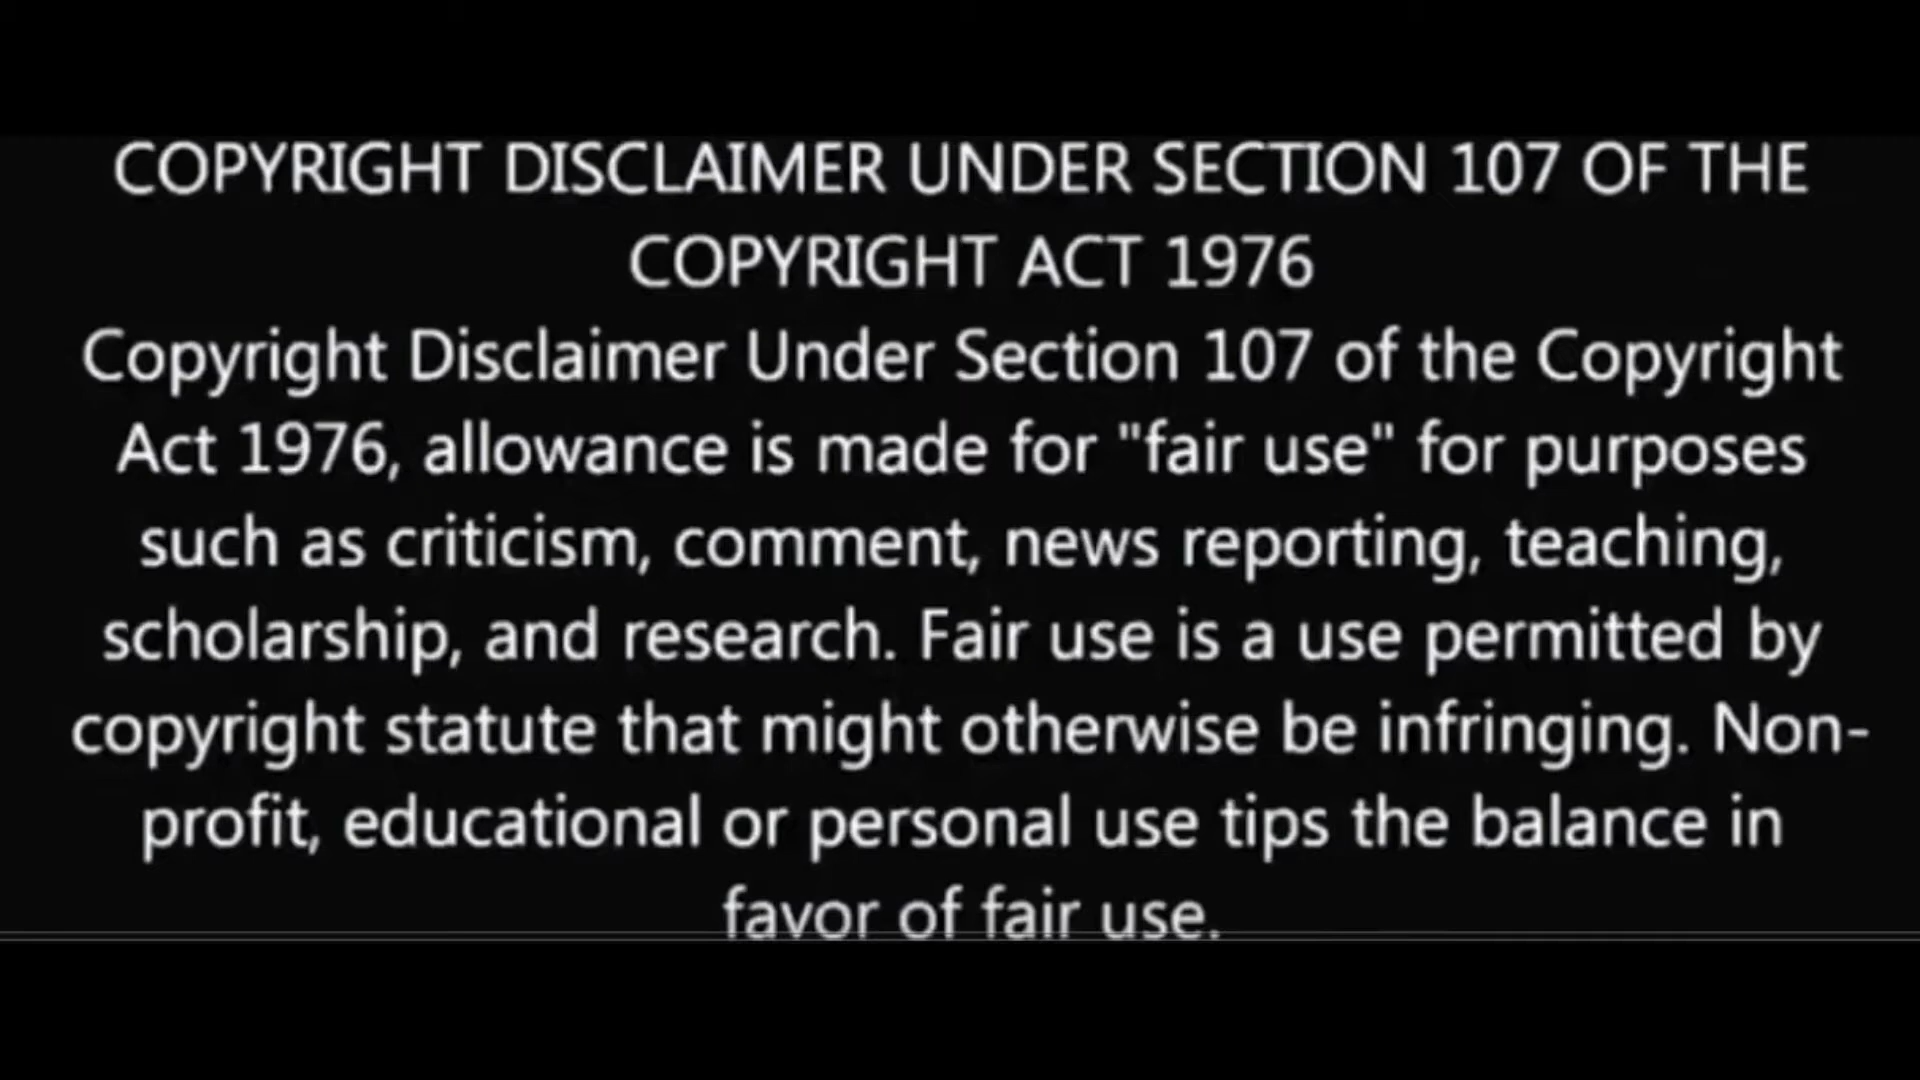 COPYRIGHT DISCLAIMER UNDER SECTION 107 OF THE
COPYRIGHT ACT 1976
Copyright Disclaimer Under Section 107 of the Copyright
Act 1976, allowance is made for "fair use" for purposes
such as criticism, comment, news reporting, teaching,
scholarship, and research. Fair use is a use permitted by
copyright statute that might otherwise be infringing. Non-
profit, educational or personal use tips the balance in
favor of fair use.